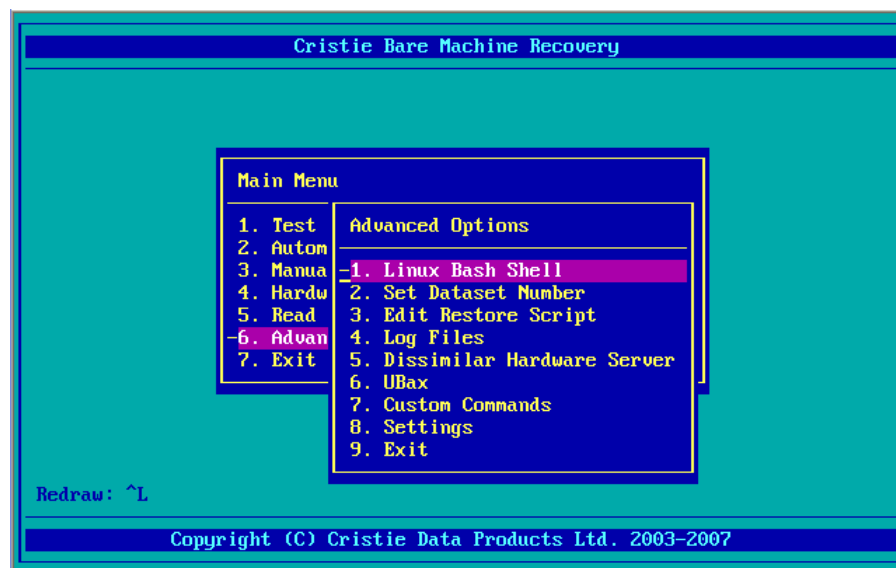 Cristie Bare Machine Recovery
Main Menu
1. Test
2. Autom
3. Manua
4. Hardw
5. Read
6. Advan
7. Exit
Advanced Options
1. Linux Bash Shell
2. Set Dataset Number
3. Edit Restore Script
4. Log Files
5. Dissimilar Hardware Server
6. UBax
7. Custom Commands
8. Settings
9. Exit
Redraw: ^L
Copyright (C) Cristie Data Products Ltd. 2003-2007